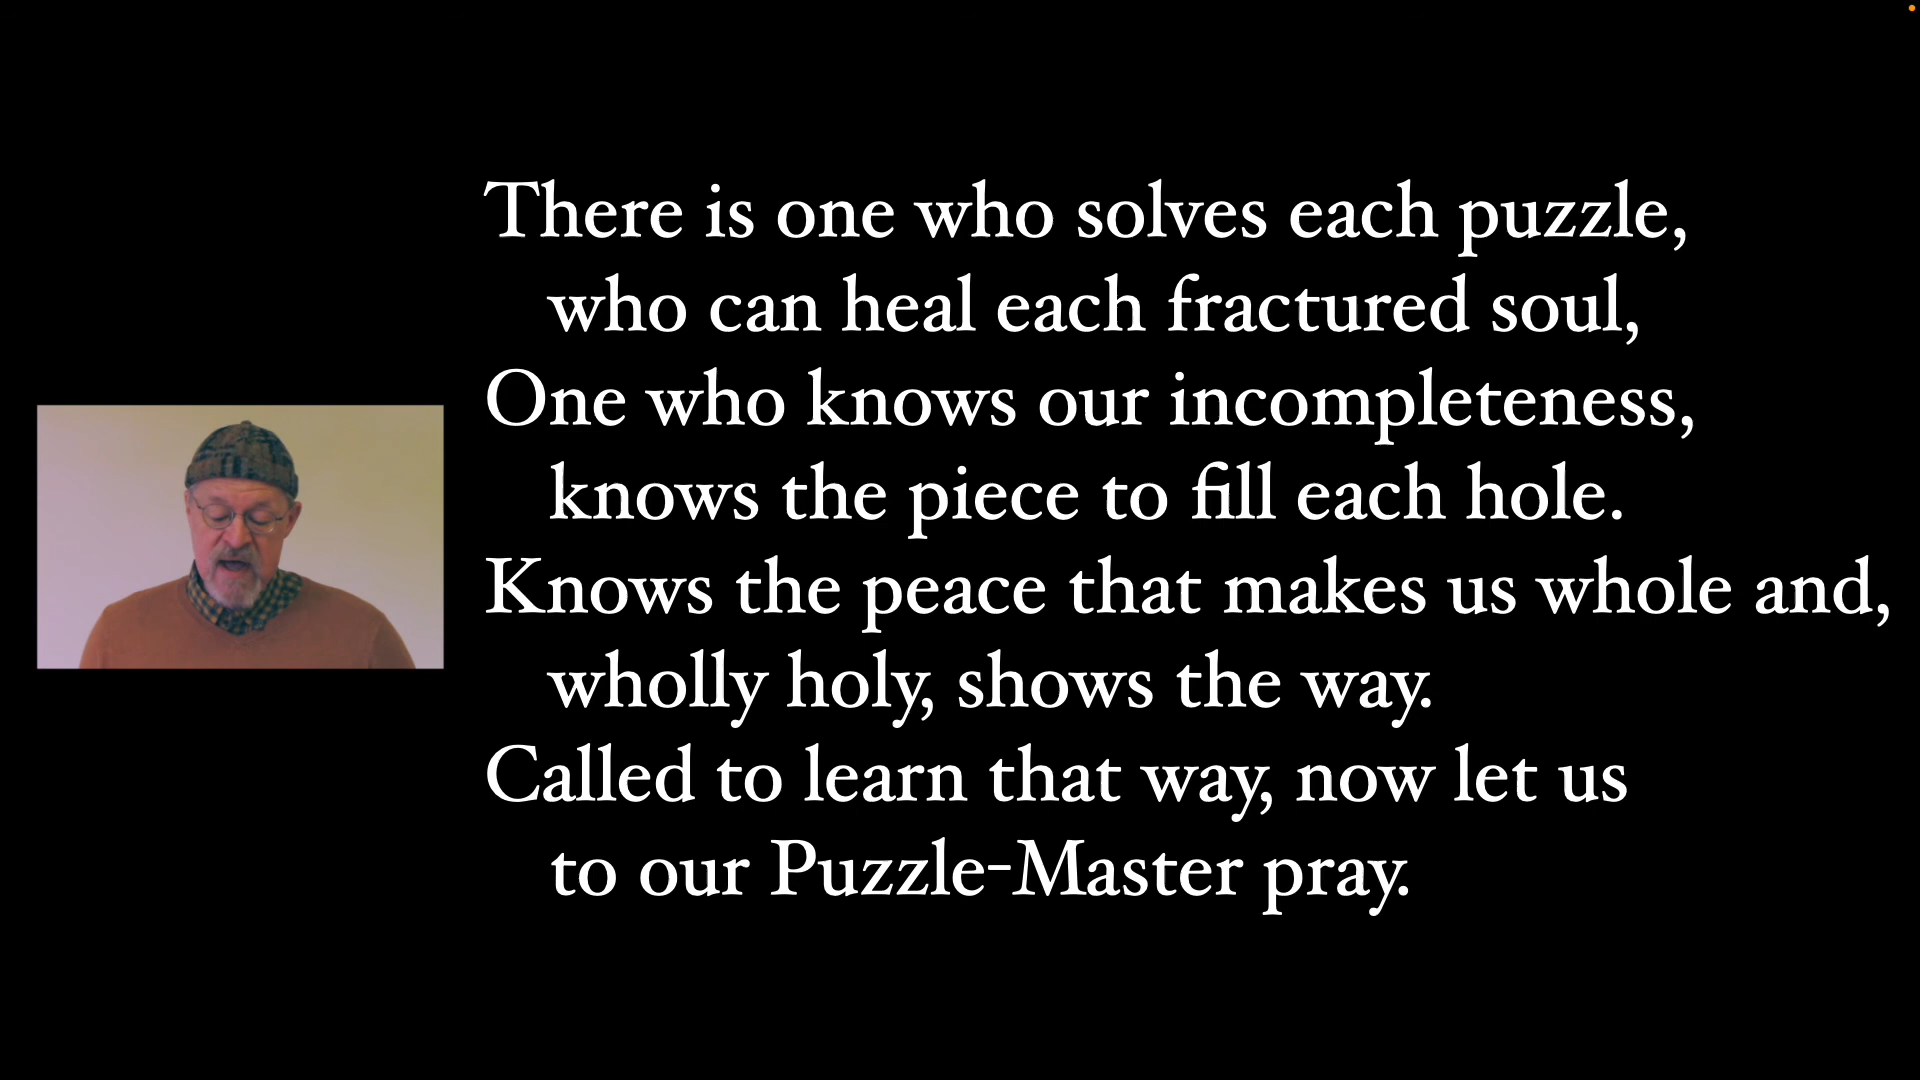 There is one who solves each puzzle,
who can heal each fractured soul,
One who knows our incompleteness,
knows the piece to fill each hole.
Knows the peace that makes us whole and,
wholly holy, shows the way.
Called to learn that way, now let us
to our Puzzle-Master pray.